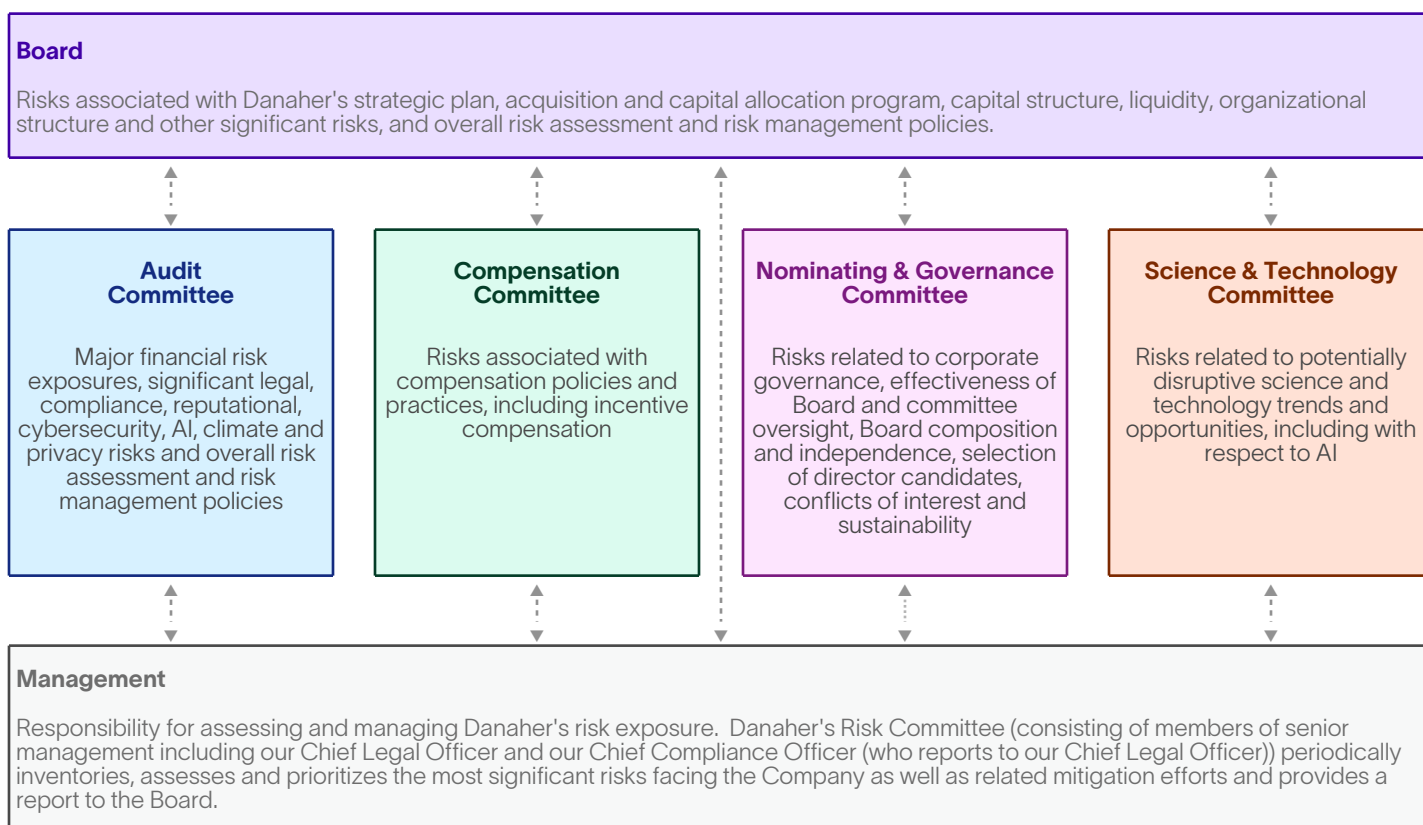 Board
Risks associated with Danaher's strategic plan, acquisition and capital allocation program, capital structure, liquidity, organizational
structure and other significant risks, and overall risk assessment and risk management policies.
Audit
Committee
Major financial risk
exposures, significant legal,
compliance, reputational,
cybersecurity, AI, climate and
privacy risks and overall risk
assessment and risk
management policies
Compensation
Committee
Risks associated with
compensation policies and
practices, including incentive
compensation
Nominating & Governance
Committee
Risks related to corporate
governance, effectiveness of
Board and committee
oversight, Board composition
and independence, selection
of director candidates,
conflicts of interest and
sustainability
Science & Technology
Committee
Risks related to potentially
disruptive science and
technology trends and
opportunities, including with
respect to AI
Management
Responsibility for assessing and managing Danaher's risk exposure. Danaher's Risk Committee (consisting of members of senior
management including our Chief Legal Officer and our Chief Compliance Officer (who reports to our Chief Legal Officer)) periodically
inventories, assesses and prioritizes the most significant risks facing the Company as well as related mitigation efforts and provides a
report to the Board.